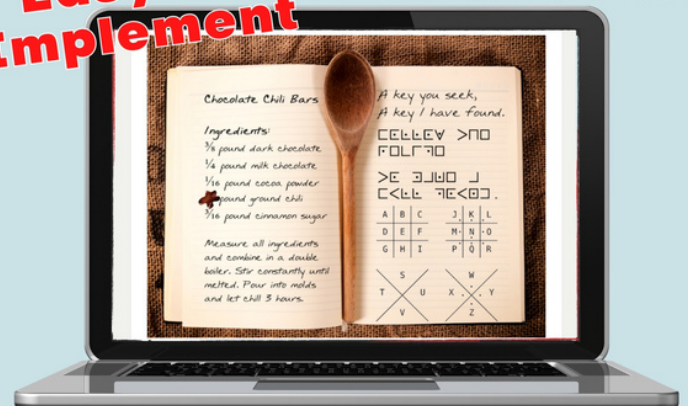 Easy
Implement
Chocolate Chili Bars
Ingredients:
⅜ pound dark chocolate
¼ pound milk chocolate
1/16 pound cocoa powder
pound ground chili
3/16 pound cinnamon sugar
Measure all ingredients
and combine in a double
boiler. Stir constantly until
melted. Pour into molds
and let chill 3 hours.
A key you seek,
A key I have found.
A B C J K L
D E F M N O
G H I P Q R
S W
T U X Y
V Z